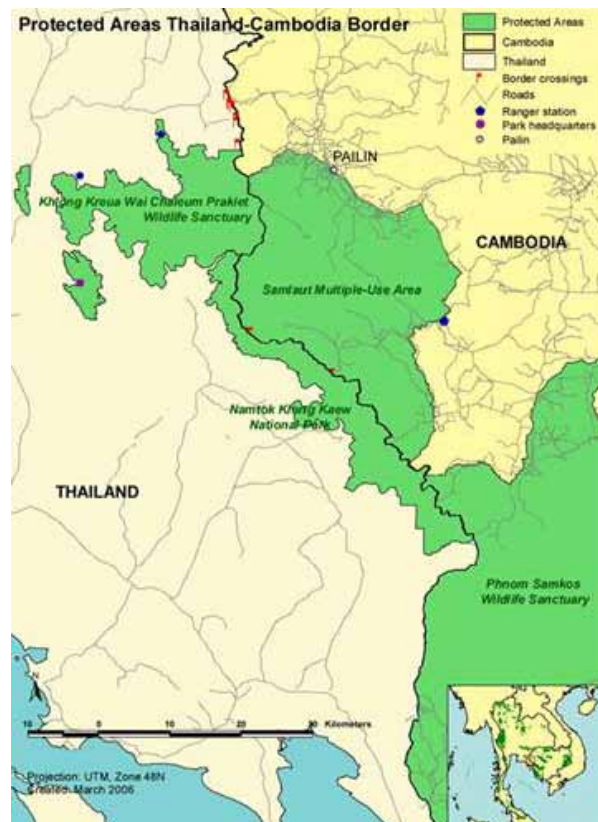 Protected Areas Thailand-Cambodia Border
Protected Areas
Cambodia
Thailand
Border crossings
Roads
Ranger station
Park headquarters
Pailin
PAILIN
Khlong Kreua Wai Chaleum Prakiet
Wildlife Sanctuary
CAMBODIA
Samlaut Multiple-Use Area
Namtok Khlong Kaew
National Park
THAILAND
Phnom Samkos
Wildlife Sanctuary
N
10 0 10 20 30 Kilometers
Projection: UTM, Zone 48N
Created: March 2006